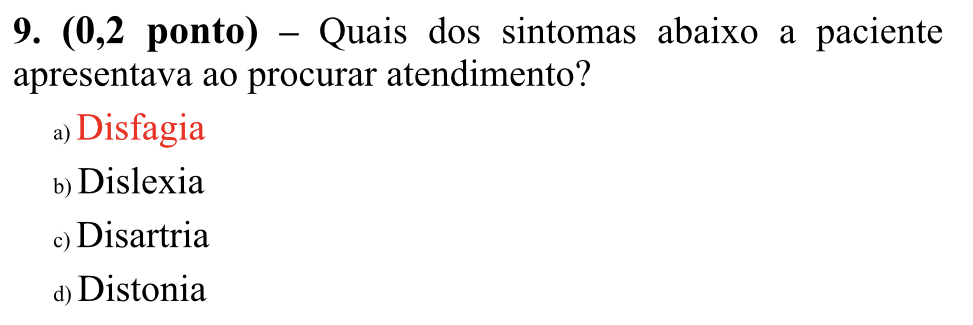 9. (0,2 ponto) – Quais dos sintomas abaixo a paciente
apresentava ao procurar atendimento?
a) Disfagia
b) Dislexia
c) Disartria
d) Distonia